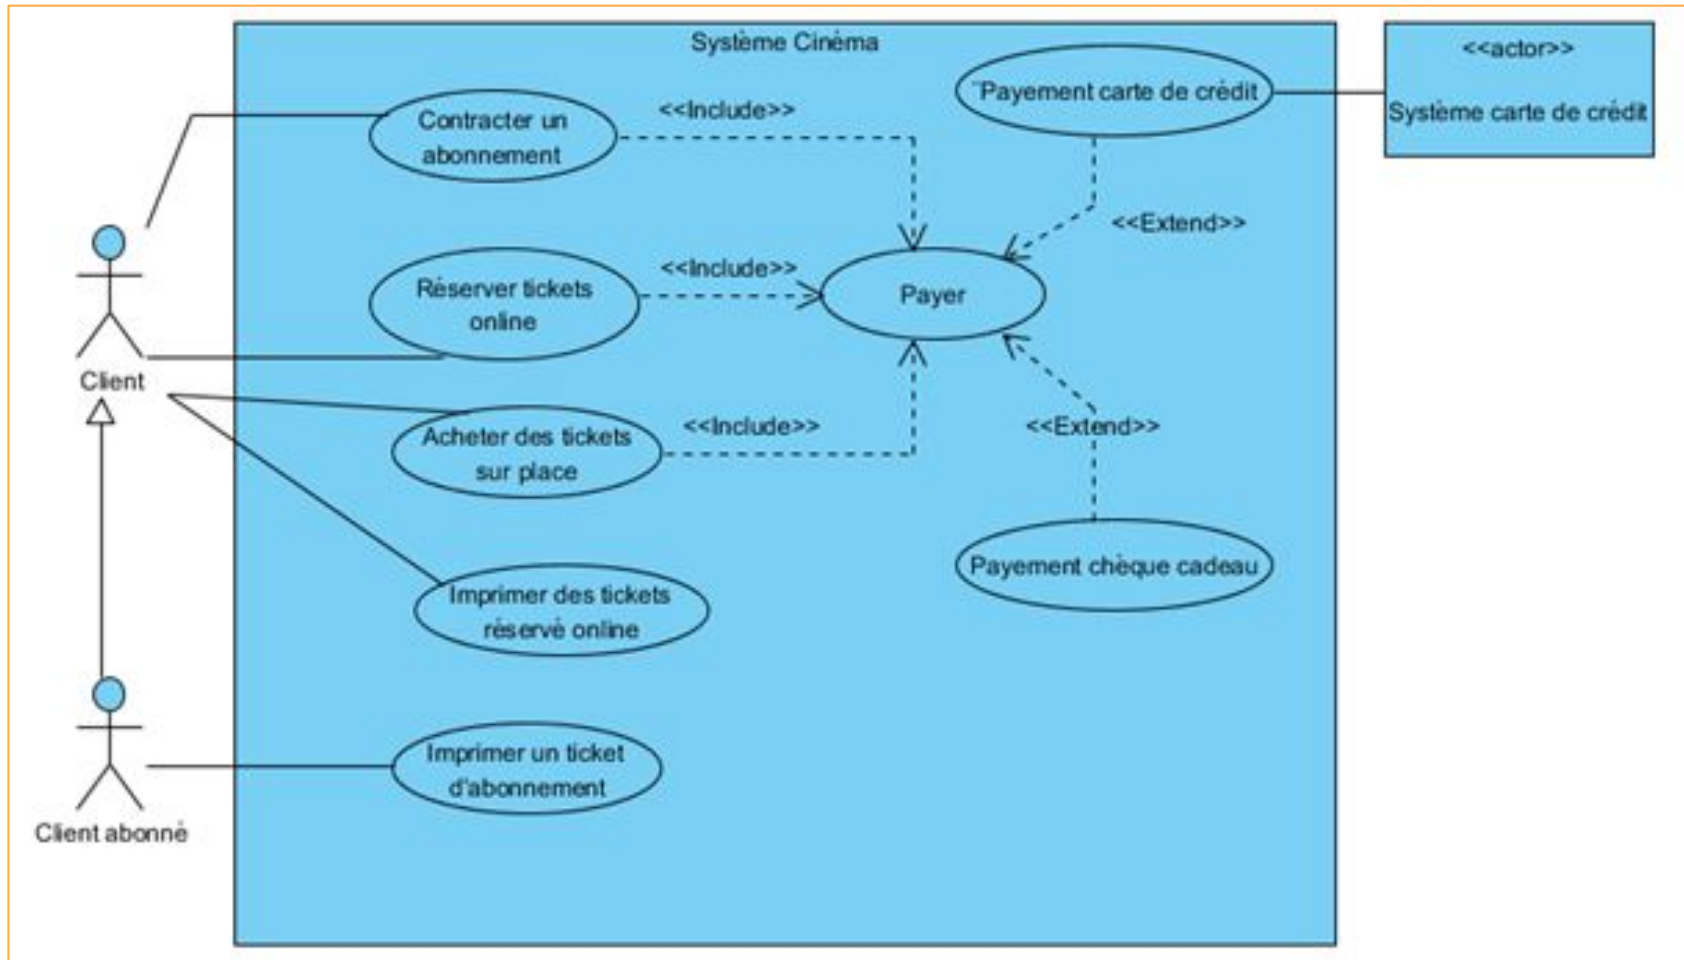 Système Cinéma
<<actor>>
Système carte de crédit
¨Payement carte de crédit
Contracter un
abonnement
<<Include>>
<<Extend>>
Réserver tickets
online
<<Include>>
Payer
Client
Acheter des tickets
sur place
<<Include>>
<<Extend>>
Payement chèque cadeau
Imprimer des tickets
réservé online
Imprimer un ticket
d'abonnement
Client abonné